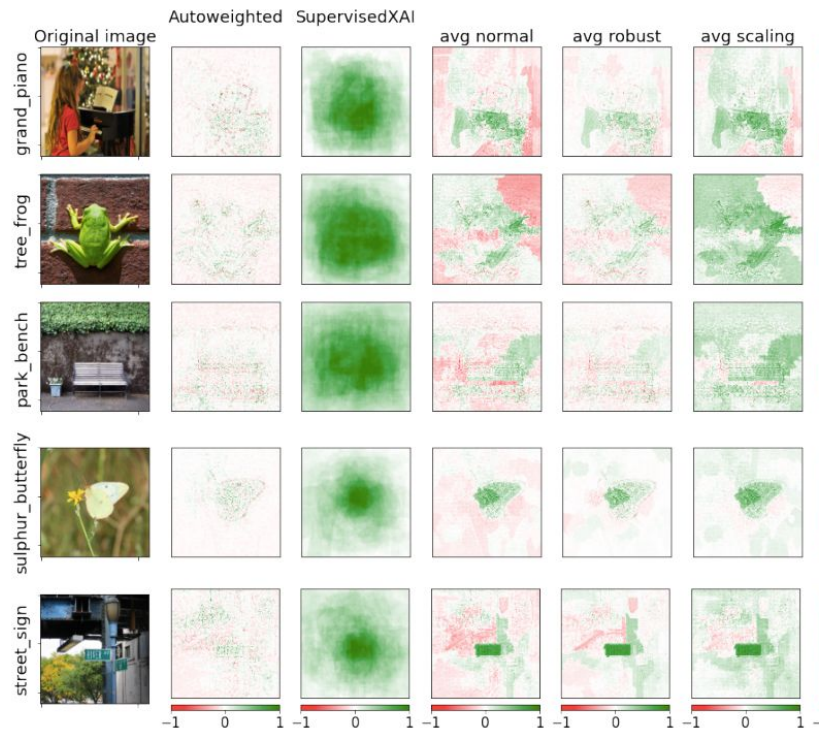 Original image
Autoweighted
SupervisedXAI
avg normal
avg robust
avg scaling
grand_piano
tree_frog
park_bench
sulphur_butterfly
street_sign
−1 0 1
−1 0 1
−1 0 1
−1 0 1
−1 0 1
−